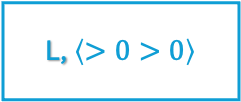 L, ⟨> 0 > 0⟩